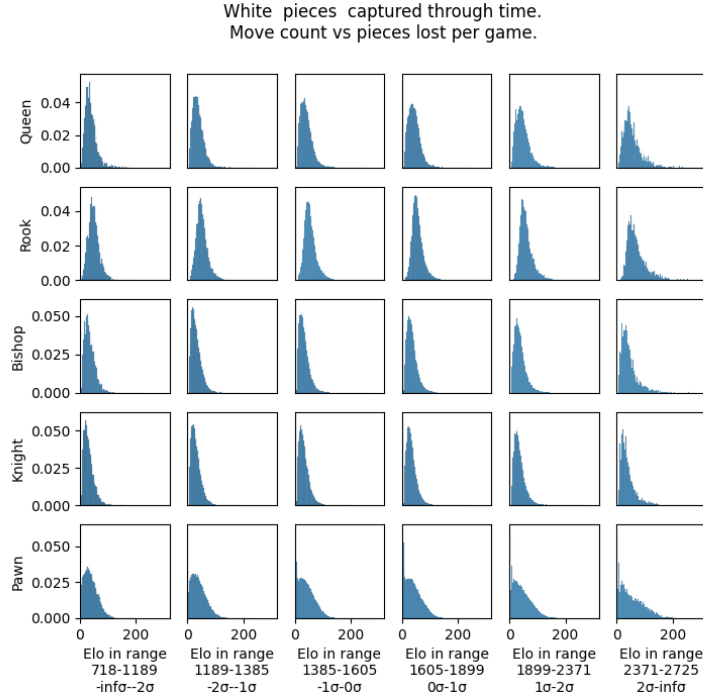 White  pieces  captured through time.
Move count vs pieces lost per game.
Queen
0.04
0.02
0.00
Rook
0.04
0.02
0.00
Bishop
0.050
0.025
0.000
Knight
0.050
0.025
0.000
Pawn
0.050
0.025
0.000
0 200 0 200 0 200 0 200 0 200 0 200
Elo in range Elo in range Elo in range Elo in range Elo in range Elo in range
718-1189 1189-1385 1385-1605 1605-1899 1899-2371 2371-2725
-infσ--2σ -2σ--1σ -1σ-0σ 0σ-1σ 1σ-2σ 2σ-infσ